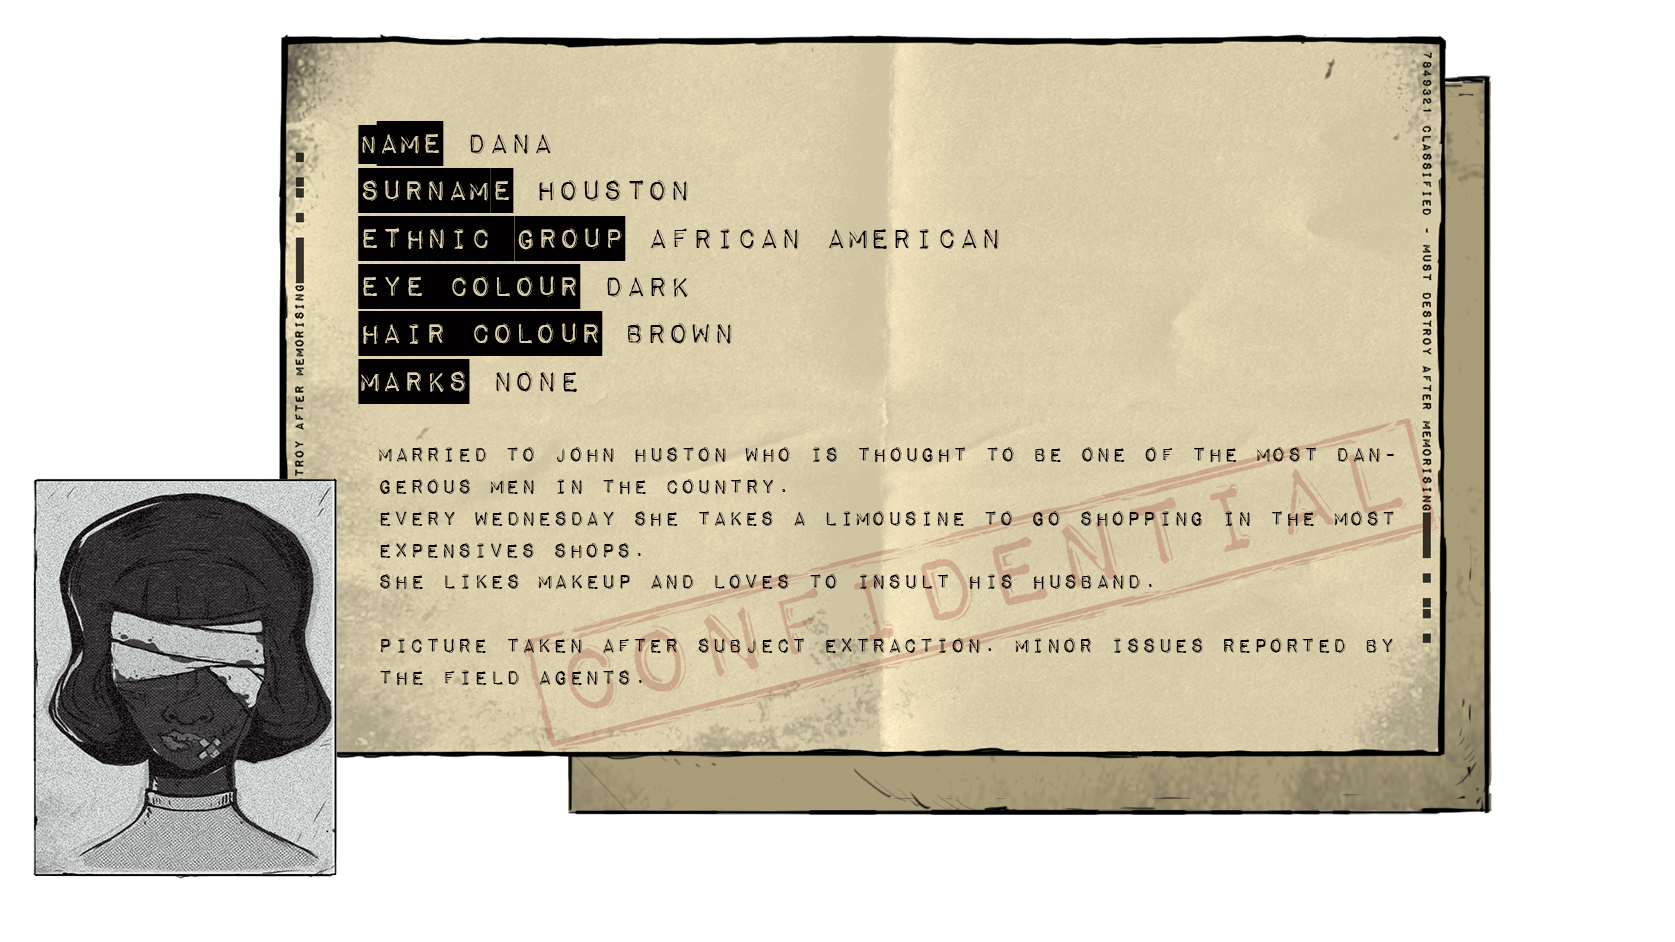 NAME DANA
SURNAME HOUSTON
ETHNIC GROUP AFRICAN AMERICAN
EYE COLOUR DARK
HAIR COLOUR BROWN
MARKS NONE
MARRIED TO JOHN HUSTON WHO IS THOUGHT TO BE ONE OF THE MOST DAN-
GEROUS MEN IN THE COUNTRY.
EVERY WEDNESDAY SHE TAKES A LIMOUSINE TO GO SHOPPING IN THE MOST
EXPENSIVES SHOPS.
SHE LIKES MAKEUP AND LOVES TO INSULT HIS HUSBAND.
PICTURE TAKEN AFTER SUBJECT EXTRACTION. MINOR ISSUES REPORTED BY
THE FIELD AGENTS.
CONFIDENTIAL
TROY AFTER MEMORISING
7849321 CLASSIFIED - MUST DESTROY AFTER MEMORISING